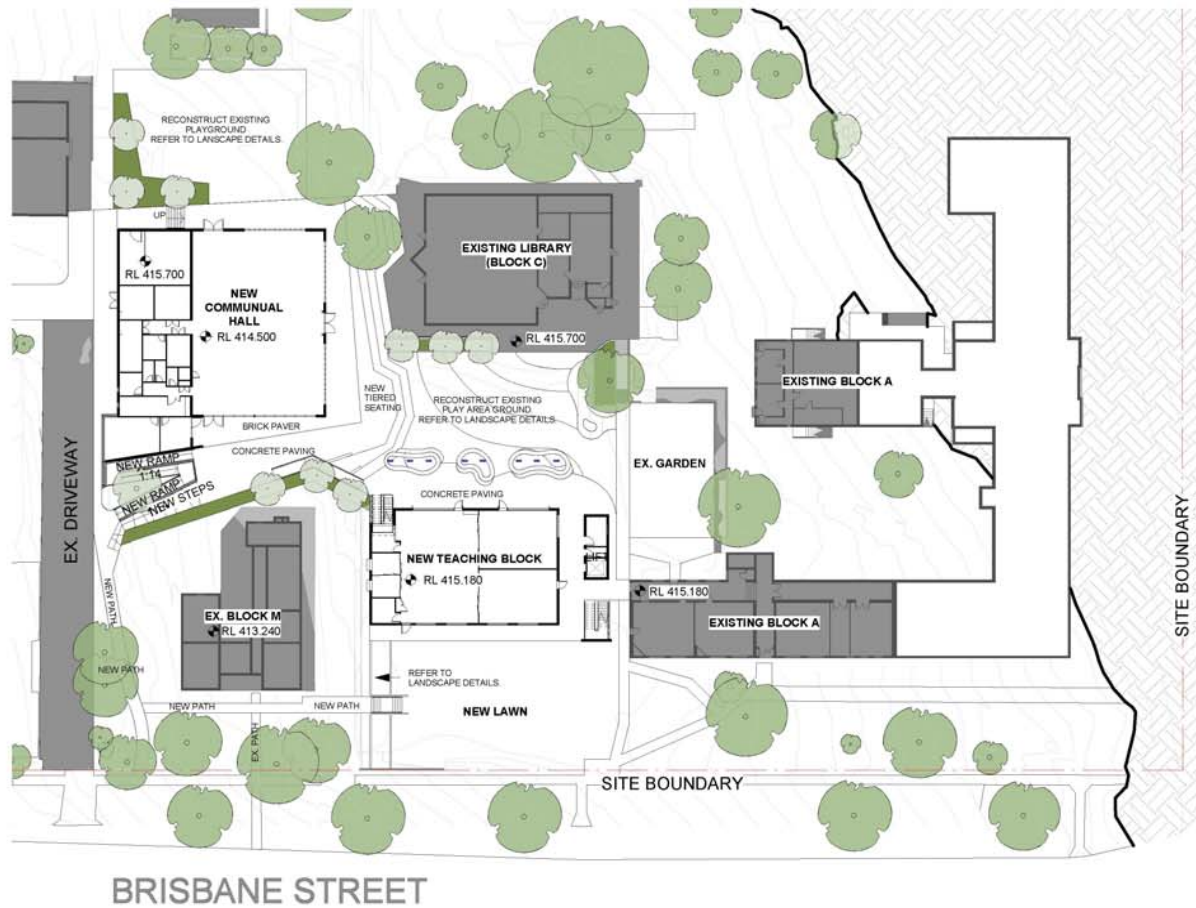 RECONSTRUCT EXISTING
PLAYGROUND
REFER TO LANSCAPE DETAILS.
UP
RL 415.700
NEW
COMMUNUAL
HALL
RL 414.500
EXISTING LIBRARY
(BLOCK C)
RL 415.700
EXISTING BLOCK A
NEW
TIERED
SEATING
RECONSTRUCT EXISTING
PLAY AREA GROUND
REFER TO LANDSCAPE DETAILS
BRICK PAVER
CONCRETE PAVING
NEW RAMP
1:14
NEW RAMP
NEW STEPS
EX. GARDEN
CONCRETE PAVING
EX. DRIVEWAY
NEW TEACHING BLOCK
RL 415.180
SITE BOUNDARY
NEW PATH
EX. BLOCK M
RL 413.240
RL 415.180
EXISTING BLOCK A
NEW PATH
REFER TO
LANDSCAPE DETAILS.
NEW PATH
NEW PATH
NEW LAWN
EX. PATH
SITE BOUNDARY
BRISBANE STREET